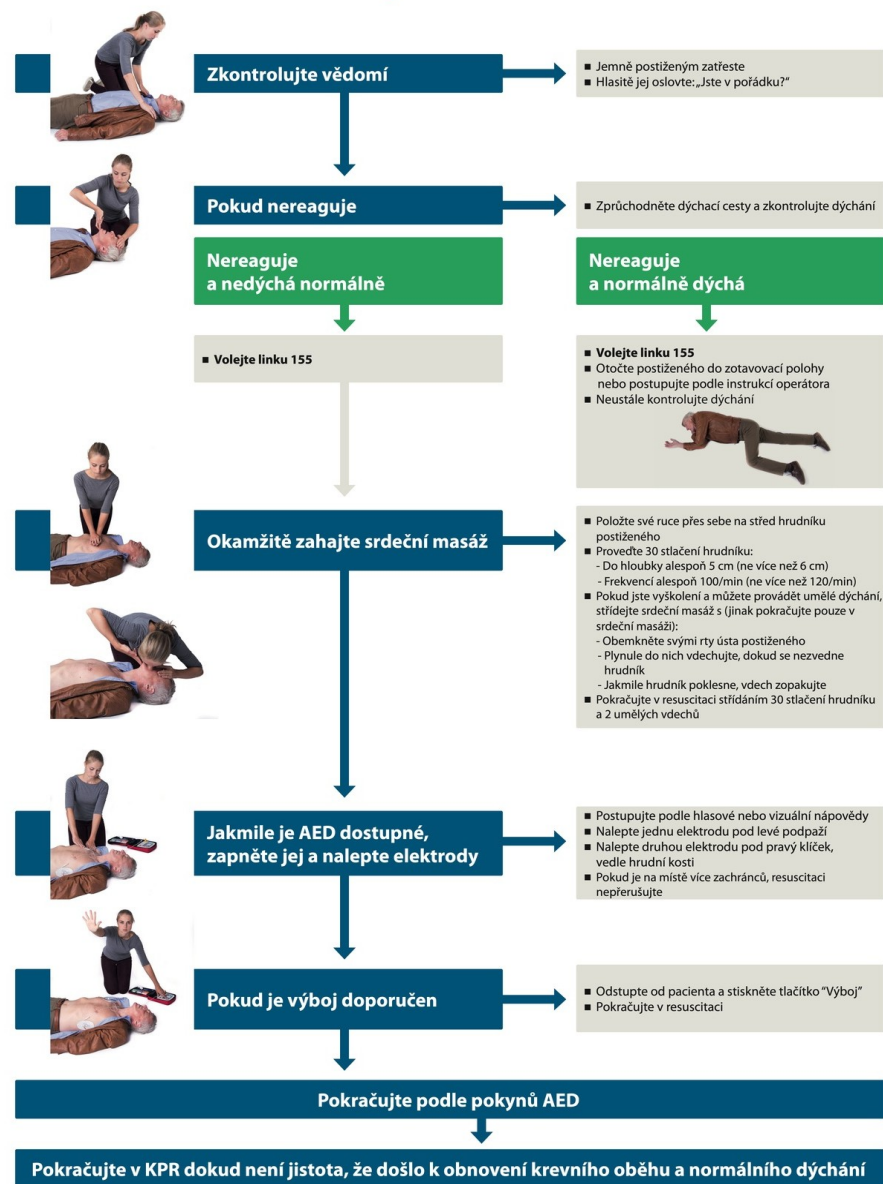 Zkontrolujte vědomí
■ Jemně postiženým zatřeste
■ Hlasitě jej oslovte: „Jste v pořádku?“
Pokud nereaguje
■ Zprůchodněte dýchací cesty a zkontrolujte dýchání
Nereaguje
a nedýchá normálně
Nereaguje
a normálně dýchá
■ Volejte linku 155
■ Volejte linku 155
■ Otočte postiženého do zotavovací polohy
nebo postupujte podle instrukcí operátora
■ Neustále kontrolujte dýchání
Okamžitě zahajte srdeční masáž
■ Položte své ruce přes sebe na střed hrudníku
postiženého
■ Proveďte 30 stlačení hrudníku:
- Do hloubky alespoň 5 cm (ne více než 6 cm)
- Frekvencí alespoň 100/min (ne více než 120/min)
■ Pokud jste vyškolení a můžete provádět umělé dýchání,
střídejte srdeční masáž s (jinak pokračujte pouze v
srdeční masáži):
- Obemkněte svými rty ústa postiženého
- Plynule do nich vdechujte, dokud se nezvedne
hrudník
- Jakmile hrudník poklesne, vdech zopakujte
■ Pokračujte v resuscitaci střídáním 30 stlačení hrudníku
a 2 umělých vdechů
Jakmile je AED dostupné,
zapněte jej a nalepte elektrody
■ Postupujte podle hlasové nebo vizuální nápovědy
■ Nalepte jednu elektrodu pod levé podpaží
■ Nalepte druhou elektrodu pod pravý klíček,
vedle hrudní kosti
■ Pokud je na místě více zachránců, resuscitaci
nepřerušujte
Pokud je výboj doporučen
■ Odstupte od pacienta a stiskněte tlačítko “Výboj”
■ Pokračujte v resuscitaci
Pokračujte podle pokynů AED
Pokračujte v KPR dokud není jistota, že došlo k obnovení krevního oběhu a normálního dýchání